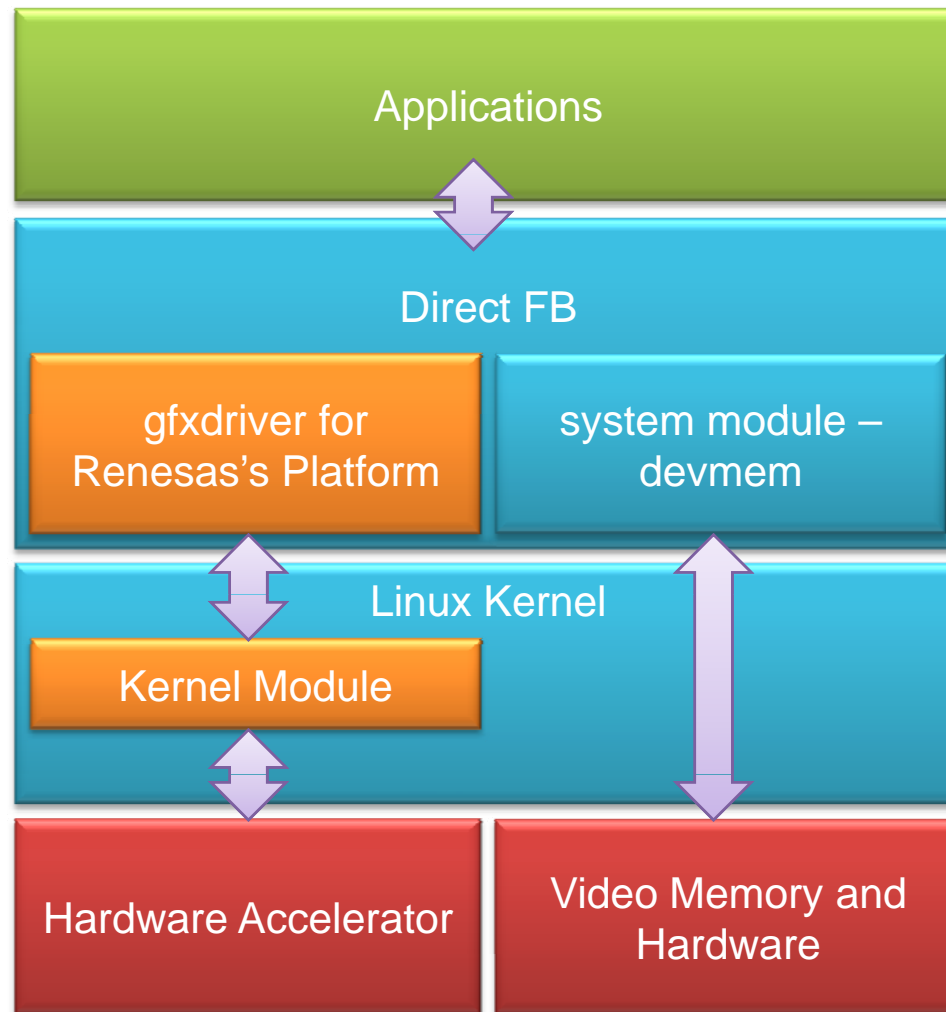 Applications
Direct FB
gfxdriver for
Renesas’s Platform
system module –
devmem
Linux Kernel
Kernel Module
Hardware Accelerator
Video Memory and
Hardware